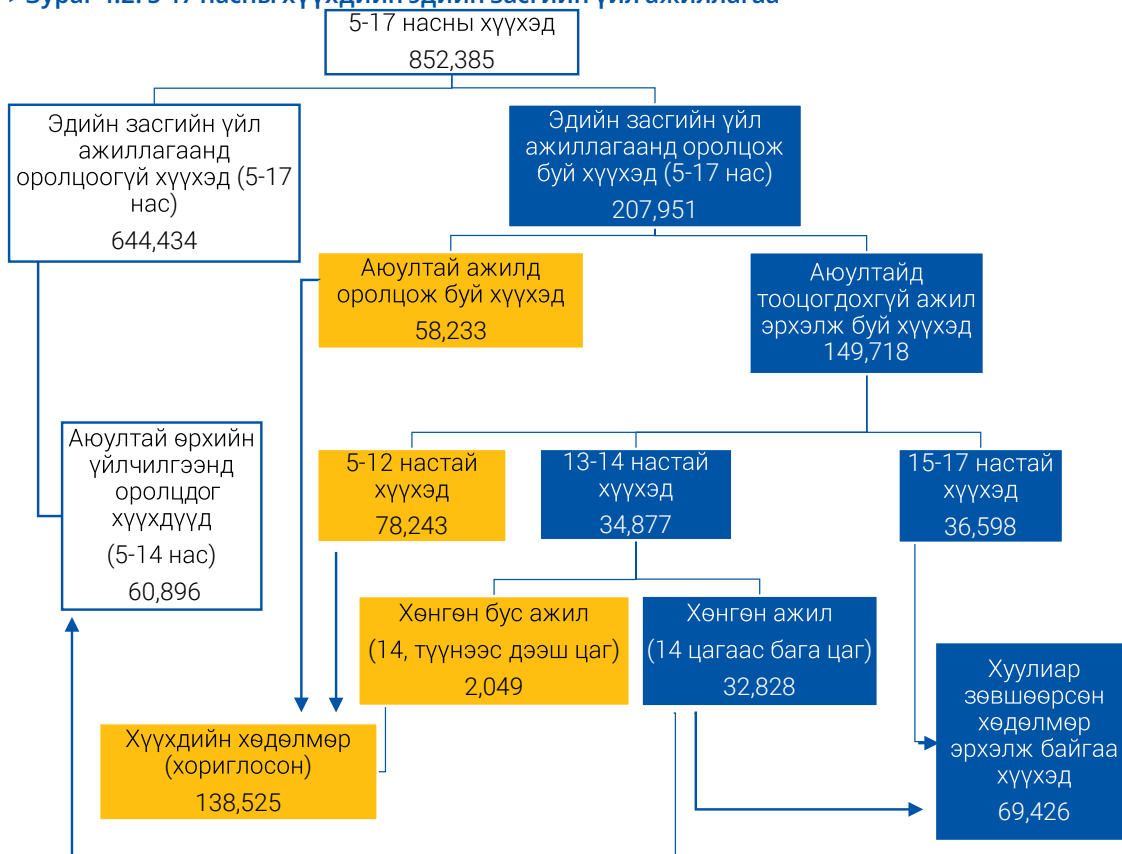 5-17 насны хүүхэд
852,385
Эдийн засгийн үйл
ажиллагаанд
оролцоогүй хүүхэд (5-17
нас)
644,434
Эдийн засгийн үйл
ажиллагаанд оролцож
буй хүүхэд (5-17 нас)
207,951
Аюултай ажилд
оролцож буй хүүхэд
58,233
Аюултайд
тооцогдохгүй ажил
эрхэлж буй хүүхэд
149,718
Аюултай өрхийн
үйлчилгээнд
оролцдог
хүүхдүүд
(5-14 нас)
60,896
5-12 настай
хүүхэд
78,243
13-14 настай
хүүхэд
34,877
15-17 настай
хүүхэд
36,598
Хөнгөн бус ажил
(14, түүнээс дээш цаг)
2,049
Хөнгөн ажил
(14 цагаас бага цаг)
32,828
Хүүхдийн хөдөлмөр
(хориглосон)
138,525
Хуулиар
зөвшөөрсөн
хөдөлмөр
эрхэлж байгаа
хүүхэд
69,426